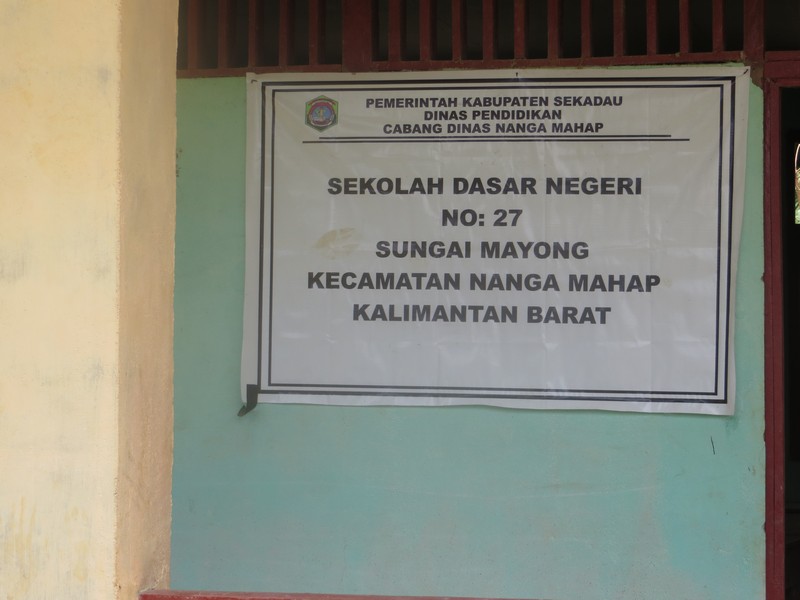 PEMERINTAH KABUPATEN SEKADAU
DINAS PENDIDIKAN
CABANG DINAS NANGA MAHAP
SEKOLAH DASAR NEGERI
NO: 27
SUNGAI MAYONG
KECAMATAN NANGA MAHAP
KALIMANTAN BARAT